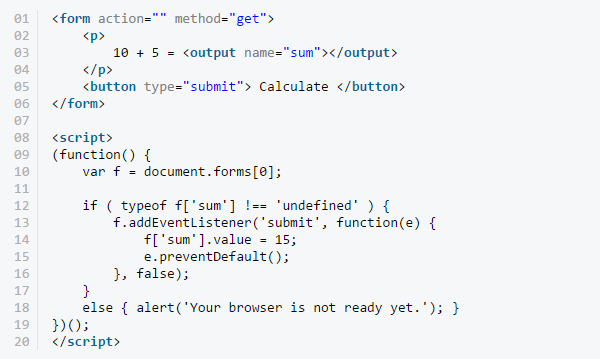 01 <form action="" method="get">
02     <p>
03         10 + 5 = <output name="sum"></output>
04     </p>
05     <button type="submit"> Calculate </button>
06 </form>
07
08 <script>
09 (function() {
10     var f = document.forms[0];
11
12     if ( typeof f['sum'] !== 'undefined' ) {
13         f.addEventListener('submit', function(e) {
14             f['sum'].value = 15;
15             e.preventDefault();
16         }, false);
17     }
18     else { alert('Your browser is not ready yet.'); }
19 })();
20 </script>